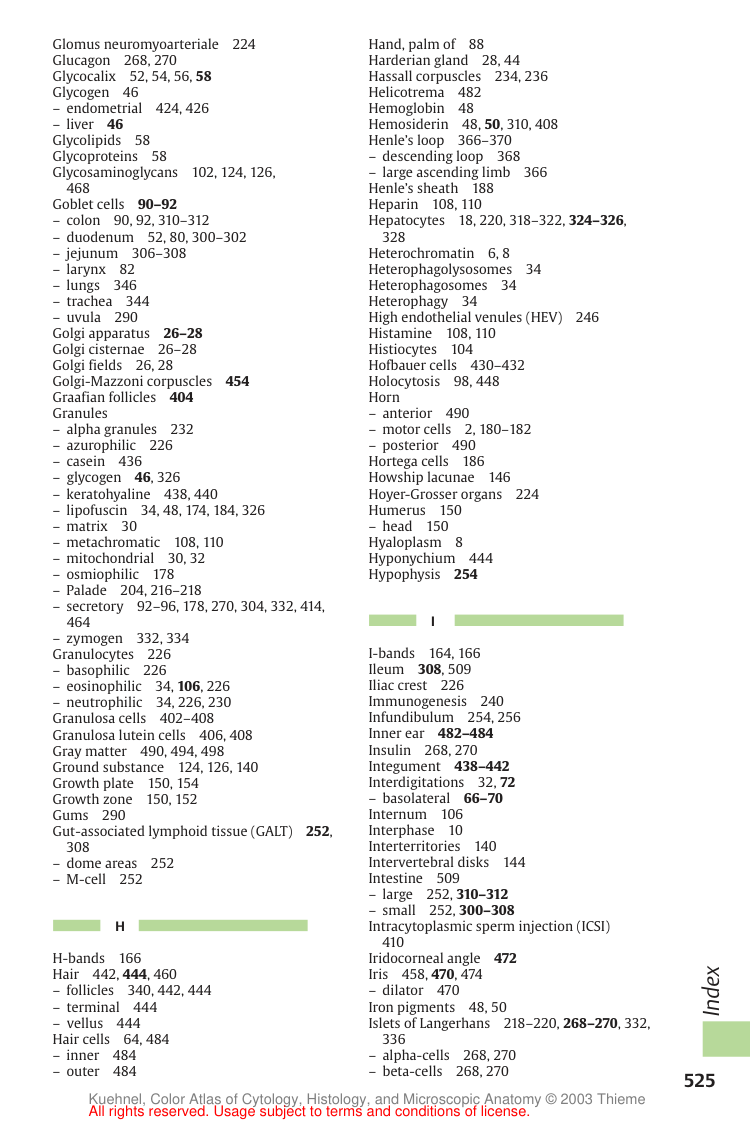 Glomus neuromyoarteriale 224
Glucagon 268, 270
Glycocalix 52, 54, 56, 58
Glycogen 46
– endometrial 424, 426
– liver 46
Glycolipids 58
Glycoproteins 58
Glycosaminoglycans 102, 124, 126,
468
Goblet cells 90–92
– colon 90, 92, 310–312
– duodenum 52, 80, 300–302
– jejunum 306–308
– larynx 82
– lungs 346
– trachea 344
– uvula 290
Golgi apparatus 26–28
Golgi cisternae 26–28
Golgi fields 26, 28
Golgi-Mazzoni corpuscles 454
Graafian follicles 404
Granules
– alpha granules 232
– azurophilic 226
– casein 436
– glycogen 46, 326
– keratohyaline 438, 440
– lipofuscin 34, 48, 174, 184, 326
– matrix 30
– metachromatic 108, 110
– mitochondrial 30, 32
– osmiophilic 178
– Palade 204, 216–218
– secretory 92–96, 178, 270, 304, 332, 414,
464
– zymogen 332, 334
Granulocytes 226
– basophilic 226
– eosinophilic 34, 106, 226
– neutrophilic 34, 226, 230
Granulosa cells 402–408
Granulosa lutein cells 406, 408
Gray matter 490, 494, 498
Ground substance 124, 126, 140
Growth plate 150, 154
Growth zone 150, 152
Gums 290
Gut-associated lymphoid tissue (GALT) 252,
308
– dome areas 252
– M-cell 252
H
H-bands 166
Hair 442, 444, 460
– follicles 340, 442, 444
– terminal 444
– vellus 444
Hair cells 64, 484
– inner 484
– outer 484
Hand, palm of 88
Harderian gland 28, 44
Hassall corpuscles 234, 236
Helicotrema 482
Hemoglobin 48
Hemosiderin 48, 50, 310, 408
Henle's loop 366–370
– descending loop 368
– large ascending limb 366
Henle's sheath 188
Heparin 108, 110
Hepatocytes 18, 220, 318–322, 324–326,
328
Heterochromatin 6, 8
Heterophagolysosomes 34
Heterophagosomes 34
Heterophagy 34
High endothelial venules (HEV) 246
Histamine 108, 110
Histiocytes 104
Hofbauer cells 430–432
Holocytosis 98, 448
Horn
– anterior 490
– motor cells 2, 180–182
– posterior 490
Hortega cells 186
Howship lacunae 146
Hoyer-Grosser organs 224
Humerus 150
– head 150
Hyaloplasm 8
Hyponychium 444
Hypophysis 254
I
I-bands 164, 166
Ileum 308, 509
Iliac crest 226
Immunogenesis 240
Infundibulum 254, 256
Inner ear 482–484
Insulin 268, 270
Integument 438–442
Interdigitations 32, 72
– basolateral 66–70
Internum 106
Interphase 10
Interterritories 140
Intervertebral disks 144
Intestine 509
– large 252, 310–312
– small 252, 300–308
Intracytoplasmic sperm injection (ICSI)
410
Iridocorneal angle 472
Iris 458, 470, 474
– dilator 470
Iron pigments 48, 50
Islets of Langerhans 218–220, 268–270, 332,
336
– alpha-cells 268, 270
– beta-cells 268, 270
Index
525
Kuehnel, Color Atlas of Cytology, Histology, and Microscopic Anatomy © 2003 Thieme
All rights reserved. Usage subject to terms and conditions of license.